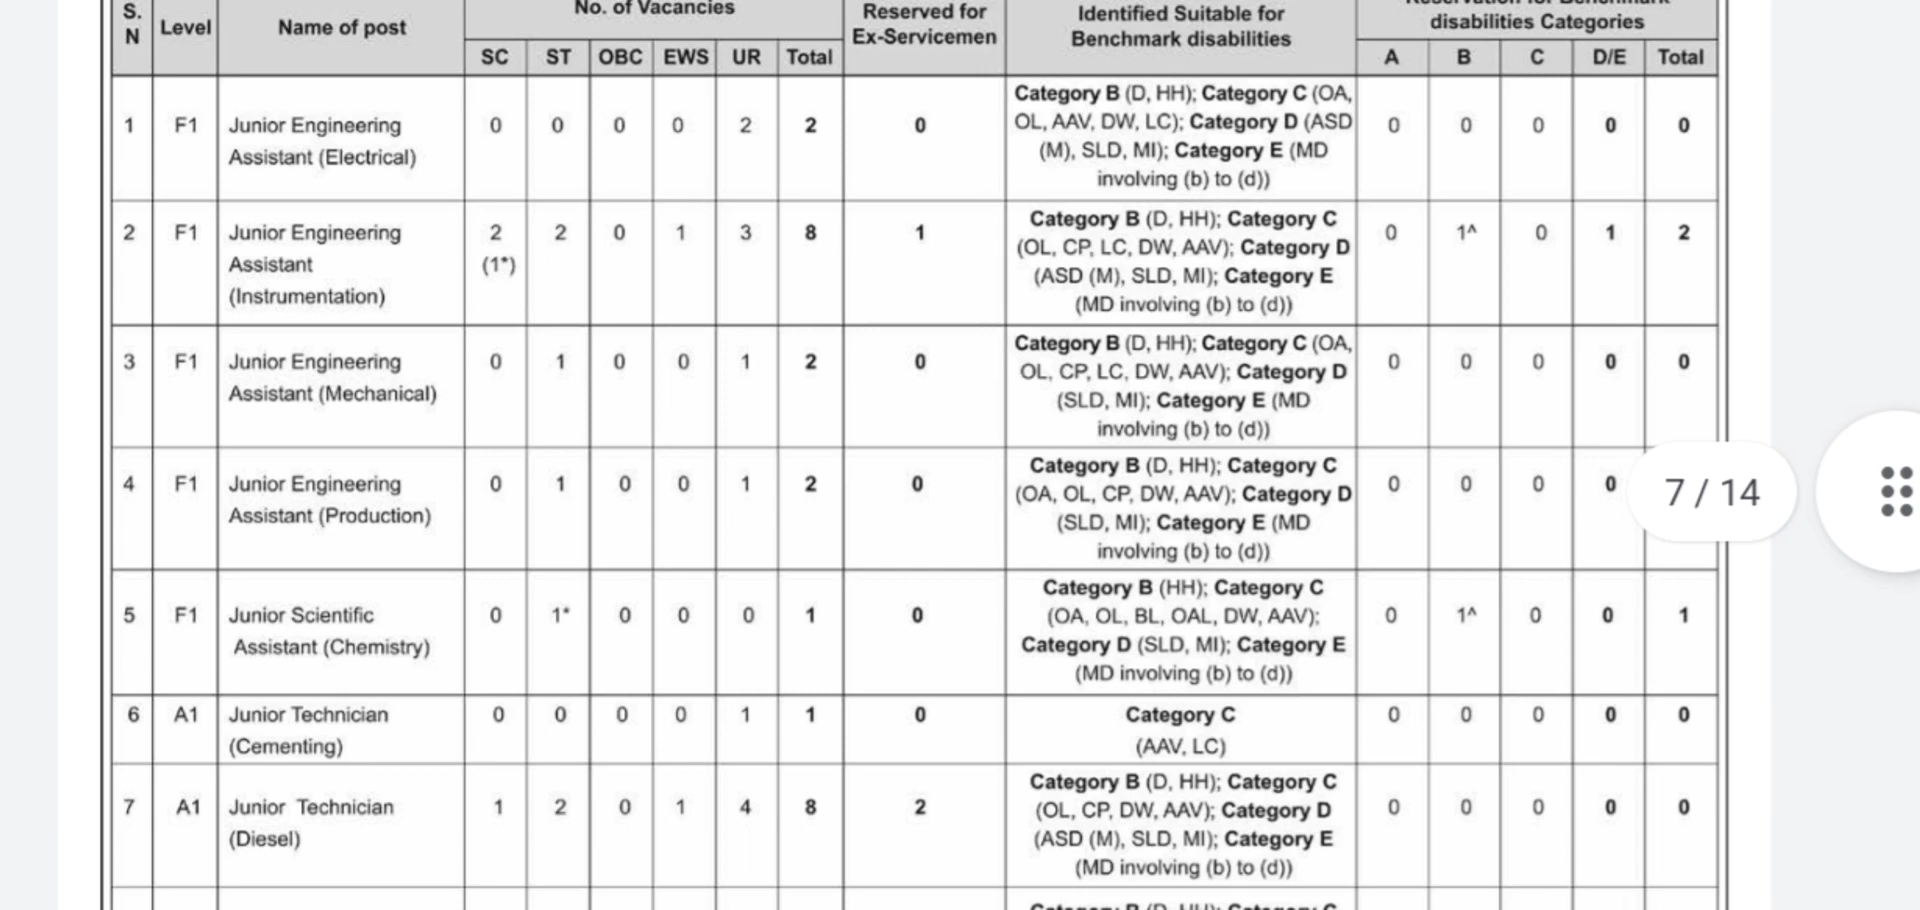 S. N | Level | Name of post | No. of Vacancies | Reserved for Ex-Servicemen | Identified Suitable for Benchmark disabilities | Reservation for Benchmark disabilities Categories
SC | ST | OBC | EWS | UR | Total | A | B | C | D/E | Total
1 | F1 | Junior Engineering Assistant (Electrical) | 0 | 0 | 0 | 0 | 2 | 2 | 0 | Category B (D, HH); Category C (OA, OL, AAV, DW, LC); Category D (ASD (M), SLD, MI); Category E (MD involving (b) to (d)) | 0 | 0 | 0 | 0 | 0
2 | F1 | Junior Engineering Assistant (Instrumentation) | 2 (1*) | 2 | 0 | 1 | 3 | 8 | 1 | Category B (D, HH); Category C (OL, CP, LC, DW, AAV); Category D (ASD (M), SLD, MI); Category E (MD involving (b) to (d)) | 0 | 1^ | 0 | 1 | 2
3 | F1 | Junior Engineering Assistant (Mechanical) | 0 | 1 | 0 | 0 | 1 | 2 | 0 | Category B (D, HH); Category C (OA, OL, CP, LC, DW, AAV); Category D (SLD, MI); Category E (MD involving (b) to (d)) | 0 | 0 | 0 | 0 | 0
4 | F1 | Junior Engineering Assistant (Production) | 0 | 1 | 0 | 0 | 1 | 2 | 0 | Category B (D, HH); Category C (OA, OL, CP, DW, AAV); Category D (SLD, MI); Category E (MD involving (b) to (d)) | 0 | 0 | 0 | 0
7 / 14
5 | F1 | Junior Scientific Assistant (Chemistry) | 0 | 1* | 0 | 0 | 0 | 1 | 0 | Category B (HH); Category C (OA, OL, BL, OAL, DW, AAV); Category D (SLD, MI); Category E (MD involving (b) to (d)) | 0 | 1^ | 0 | 0 | 1
6 | A1 | Junior Technician (Cementing) | 0 | 0 | 0 | 0 | 1 | 1 | 0 | Category C (AAV, LC) | 0 | 0 | 0 | 0 | 0
7 | A1 | Junior Technician (Diesel) | 1 | 2 | 0 | 1 | 4 | 8 | 2 | Category B (D, HH); Category C (OL, CP, DW, AAV); Category D (ASD (M), SLD, MI); Category E (MD involving (b) to (d)) | 0 | 0 | 0 | 0 | 0
Category B (D, HH); Category C